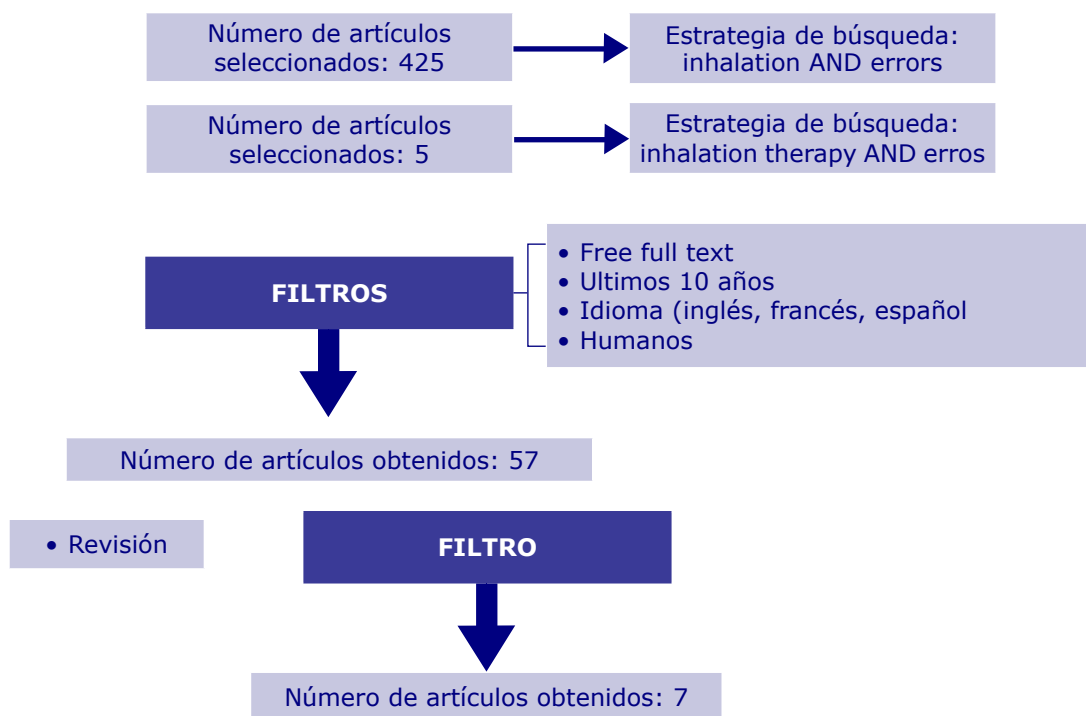 Número de artículos
seleccionados: 425
Estrategia de búsqueda:
inhalation AND errors
Número de artículos
seleccionados: 5
Estrategia de búsqueda:
inhalation therapy AND erros
FILTROS
• Free full text
• Ultimos 10 años
• Idioma (inglés, francés, español
• Humanos
Número de artículos obtenidos: 57
• Revisión
FILTRO
Número de artículos obtenidos: 7